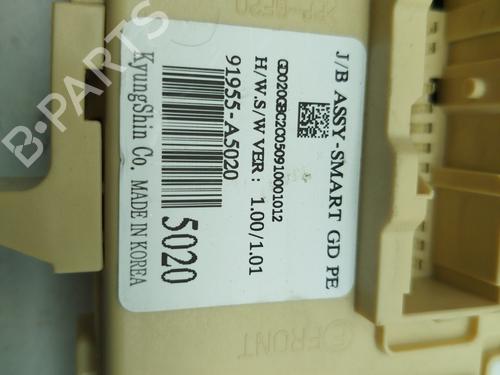 J/B ASSY-SMART GD PE
GD020GBC20050910001012
H/W.S/W VER : 1.00/1.01
91955-A5020
5020
KyungShin Co. MADE IN KOREA
FRONT
B-PARTS